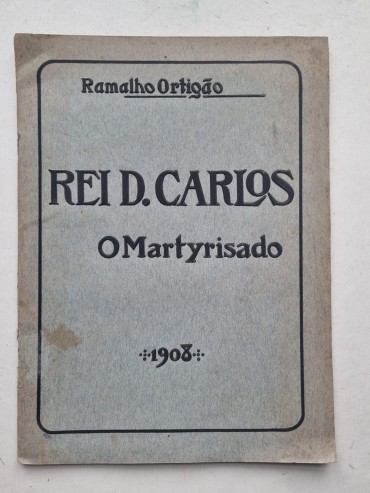 Ramalho Ortigão
REI D. CARLOS
O Martyrisado
1908